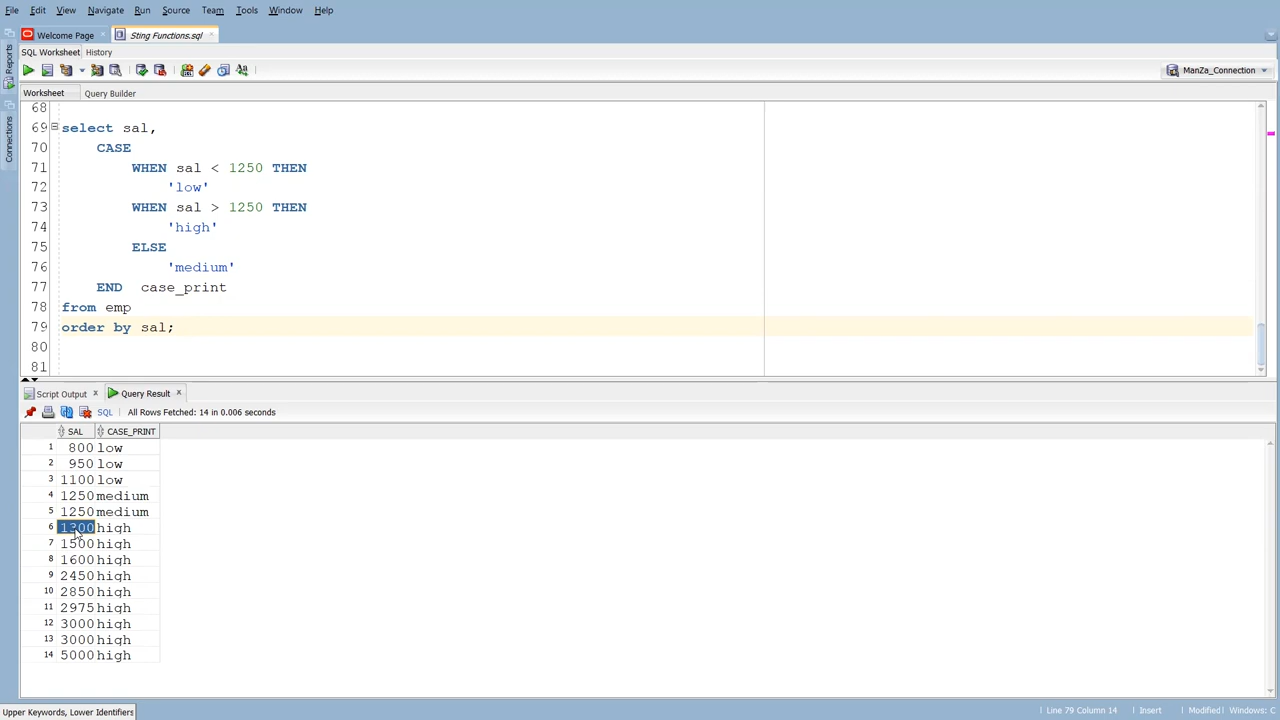 File Edit View Navigate Run Source Team Tools Window Help
Welcome Page Sting Functions.sql
SQL Worksheet History
ManZa_Connection
Worksheet Query Builder
Reports
Connections
68
69 select sal,
70 CASE
71 WHEN sal < 1250 THEN
72 'low'
73 WHEN sal > 1250 THEN
74 'high'
75 ELSE
76 'medium'
77 END case_print
78 from emp
79 order by sal;
80
81
Script Output Query Result
SQL All Rows Fetched: 14 in 0.006 seconds
SAL CASE_PRINT
1 800 low
2 950 low
3 1100 low
4 1250 medium
5 1250 medium
6 1300 high
7 1500 high
8 1600 high
9 2450 high
10 2850 high
11 2975 high
12 3000 high
13 3000 high
14 5000 high
Upper Keywords, Lower Identifiers Line 79 Column 14 Insert Modified Windows: C